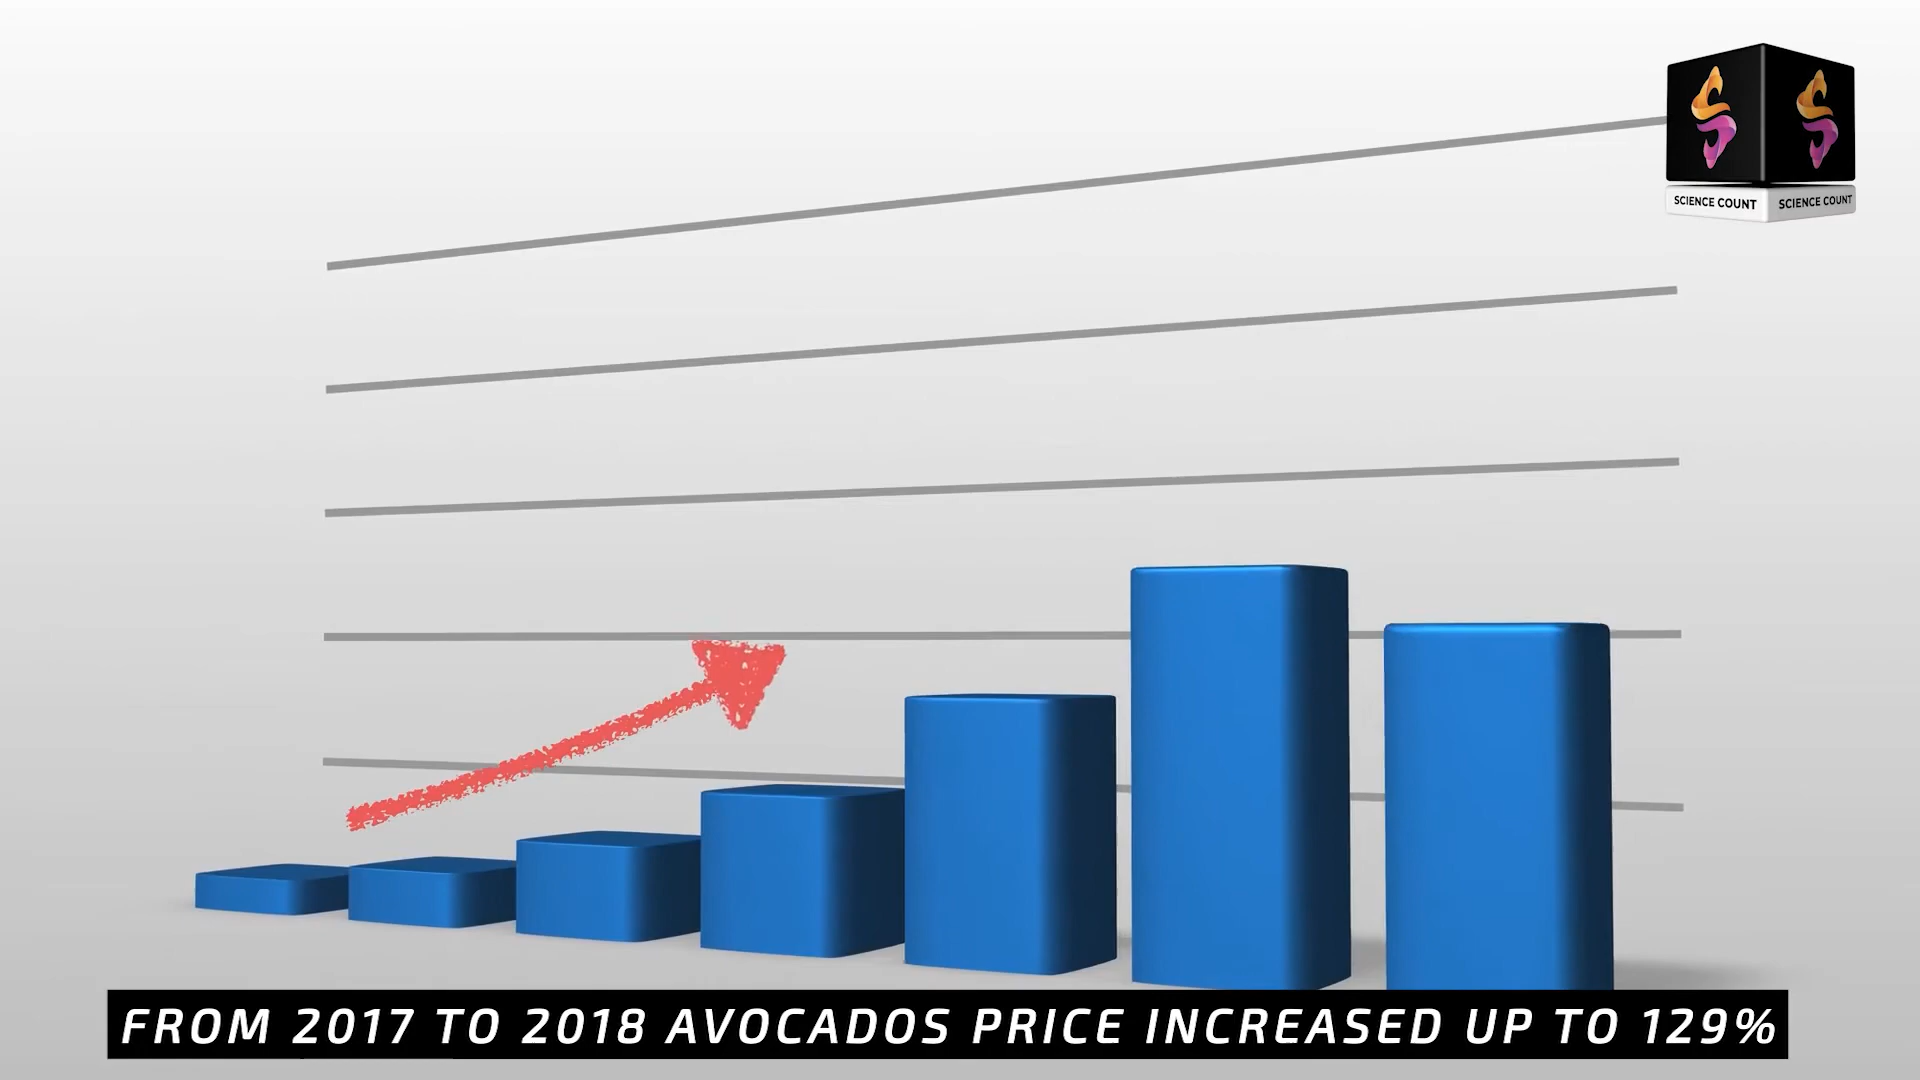 SCIENCE COUNT SCIENCE COUNT
FROM 2017 TO 2018 AVOCADOS PRICE INCREASED UP TO 129%